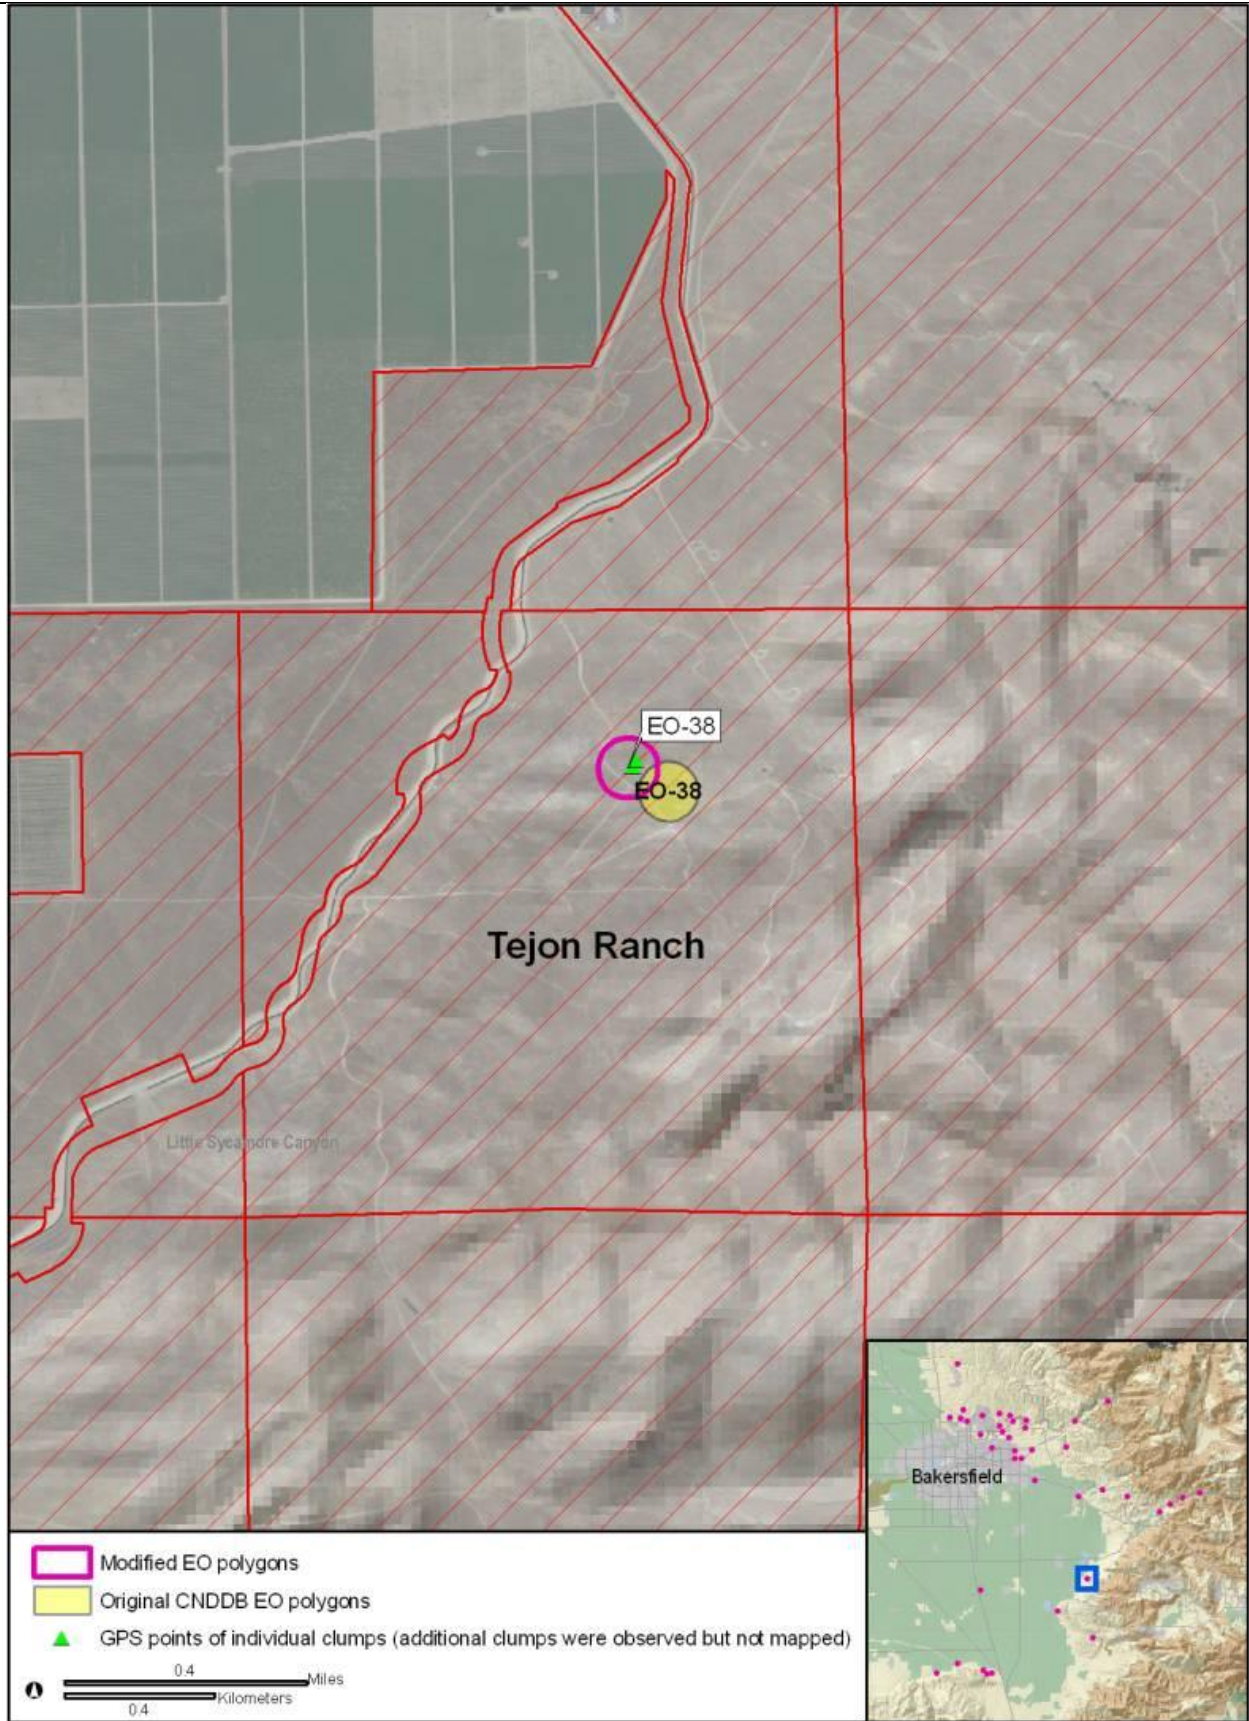 EO-38
EO-38
Tejon Ranch
Little Sycamore Canyon
Bakersfield
Modified EO polygons
Original CNDDB EO polygons
GPS points of individual clumps (additional clumps were observed but not mapped)
0.4
Miles
Kilometers
0.4